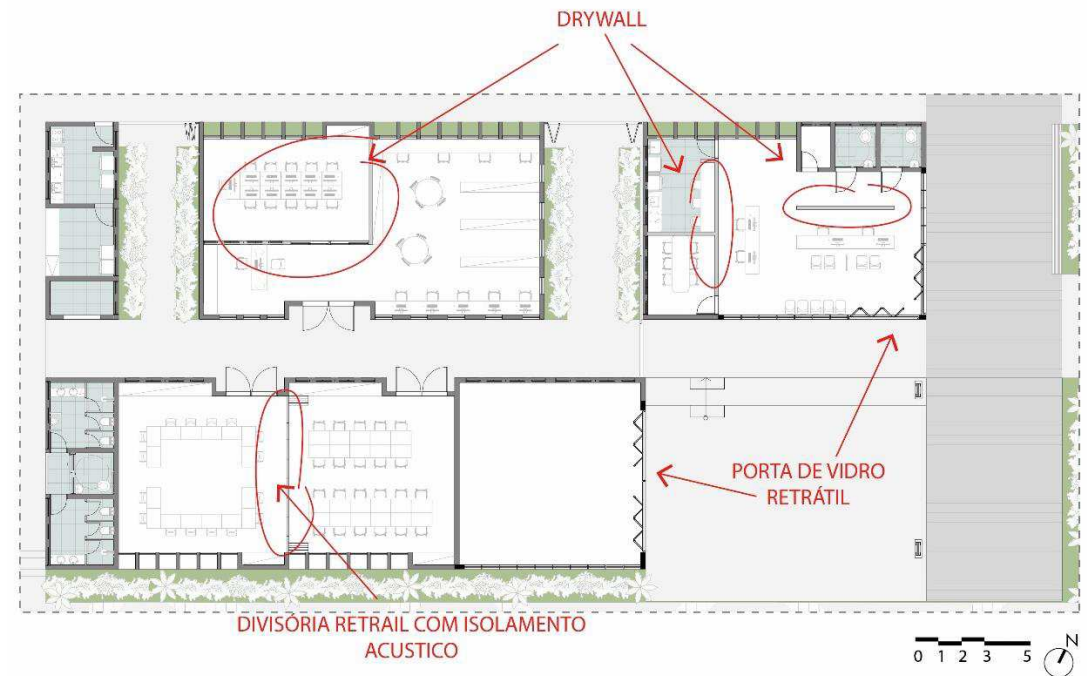 DRYWALL
PORTA DE VIDRO
RETRÁTIL
DIVISÓRIA RETRAIL COM ISOLAMENTO
ACUSTICO
0 1 2 3 5
N